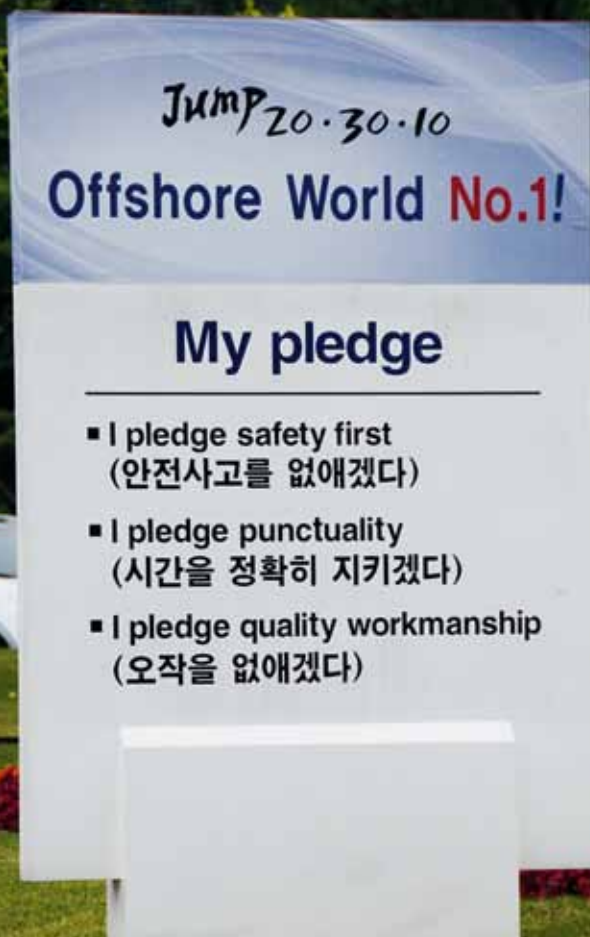 Jump 20·30·10
Offshore World No.1!
My pledge
▪ I pledge safety first
(안전사고를 없애겠다)
▪ I pledge punctuality
(시간을 정확히 지키겠다)
▪ I pledge quality workmanship
(오작을 없애겠다)